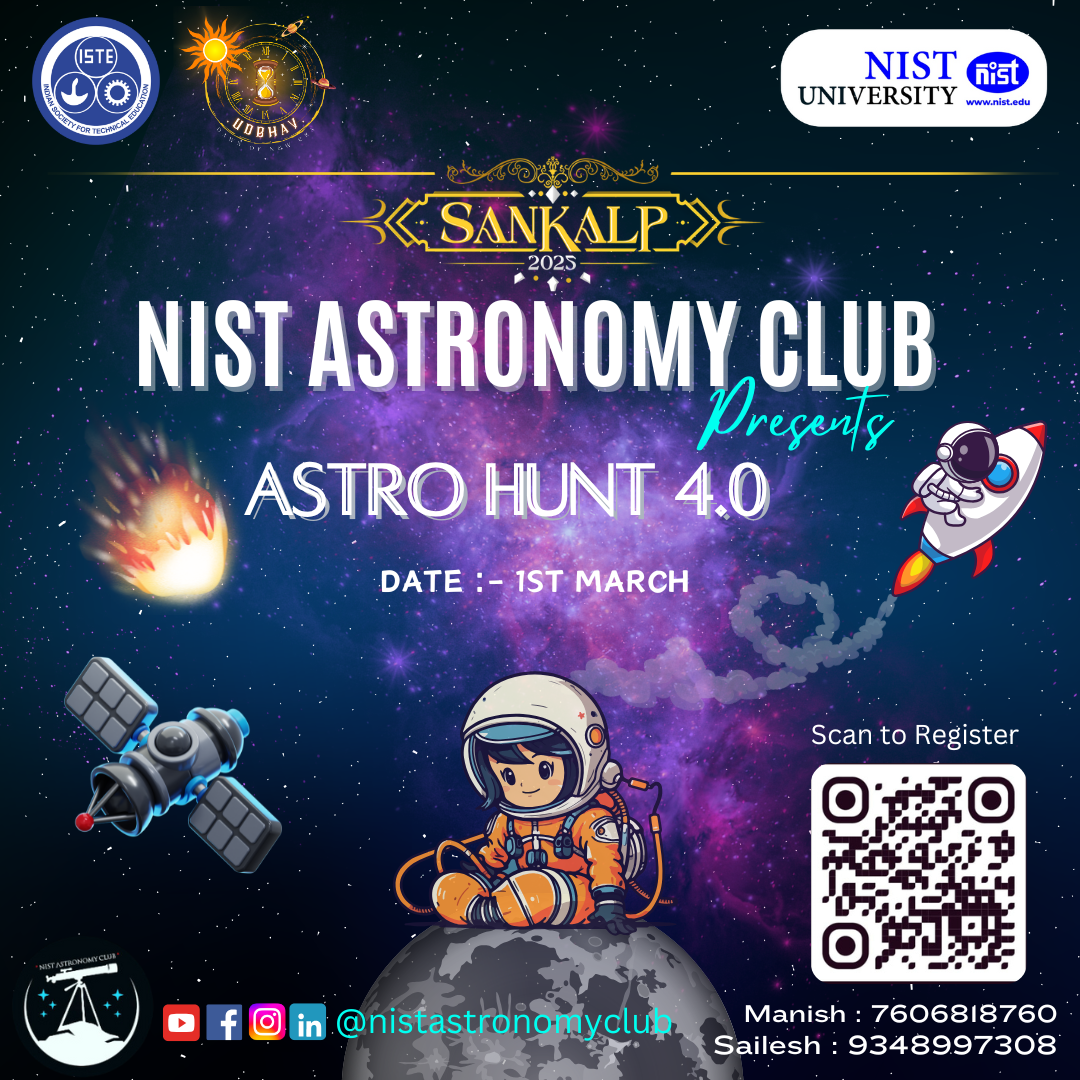 ISTE
INDIAN SOCIETY FOR TECHNICAL EDUCATION
UDBHAV
NIST
UNIVERSITY
nist
www.nist.edu
SANKALP
2025
NIST ASTRONOMY CLUB
Presents
ASTRO HUNT 4.0
DATE :- 1ST MARCH
Scan to Register
NIST ASTRONOMY CLUB
@nistastronomyclub
Manish : 7606818760
Sailesh : 9348997308